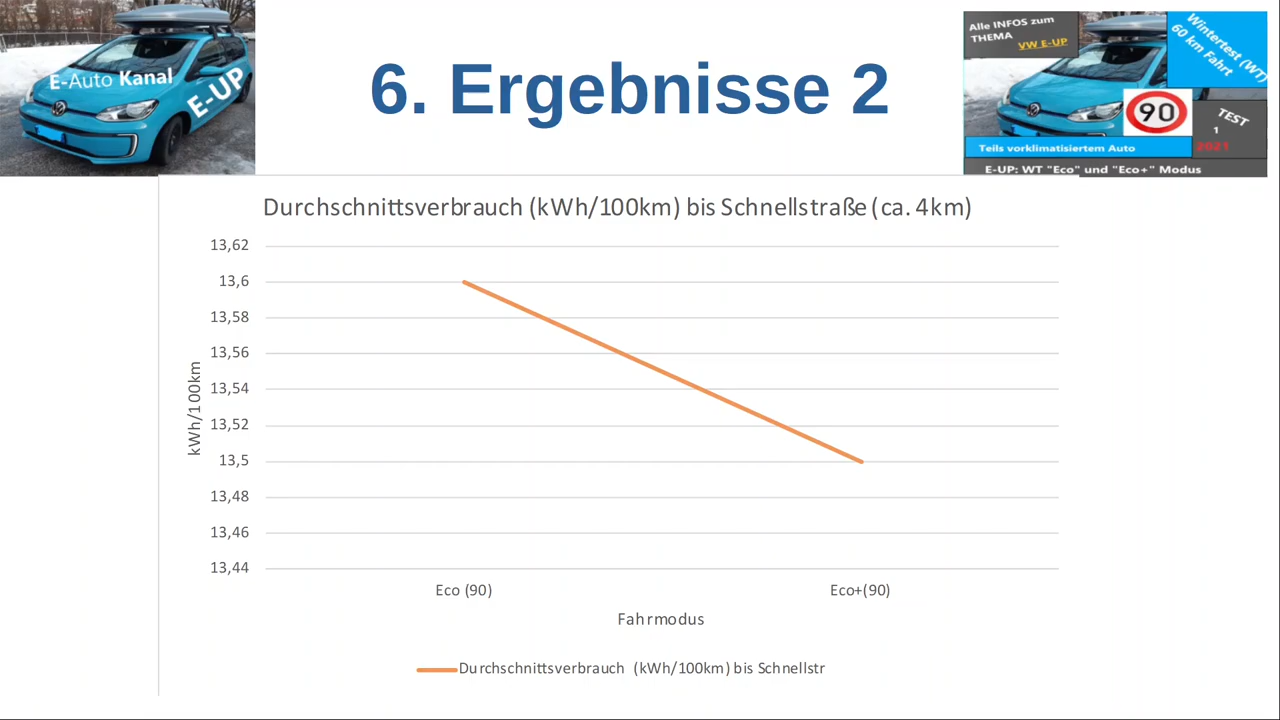 E-Auto Kanal
E-UP
6. Ergebnisse 2
Alle INFOS zum
THEMA
VW E-UP
Wintertest (WT)
60 km Fahrt
90
TEST
1
2021
Teils vorklimatisiertem Auto
E-UP: WT "Eco" und "Eco+" Modus
Durchschnittsverbrauch (kWh/100km) bis Schnellstraße (ca. 4km)
13,62
13,6
13,58
13,56
13,54
13,52
13,5
13,48
13,46
13,44
kWh/100km
Eco (90)
Eco+(90)
Fahrmodus
Durchschnittsverbrauch (kWh/100km) bis Schnellstr